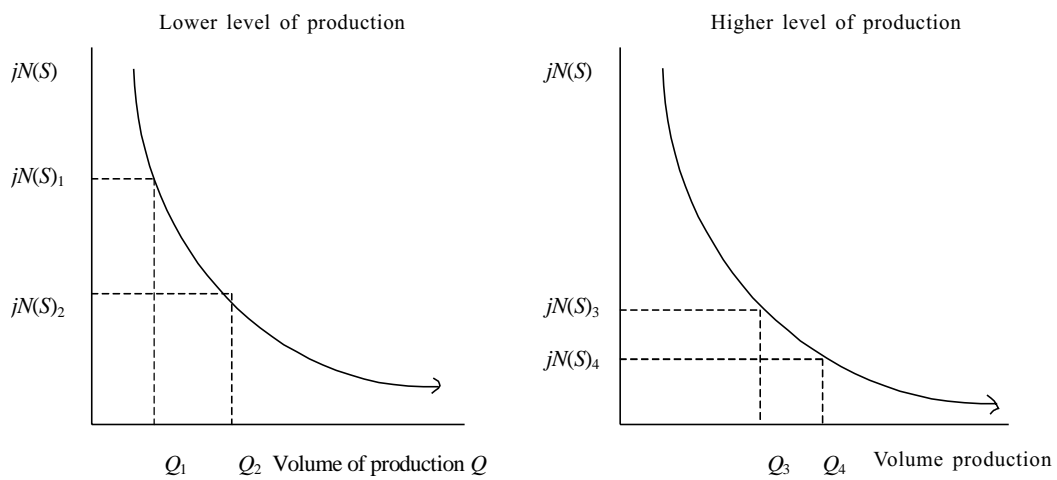 Lower level of production
jN(S)
jN(S)1
jN(S)2
Q1 Q2 Volume of production Q
Higher level of production
jN(S)
jN(S)3
jN(S)4
Q3 Q4 Volume production